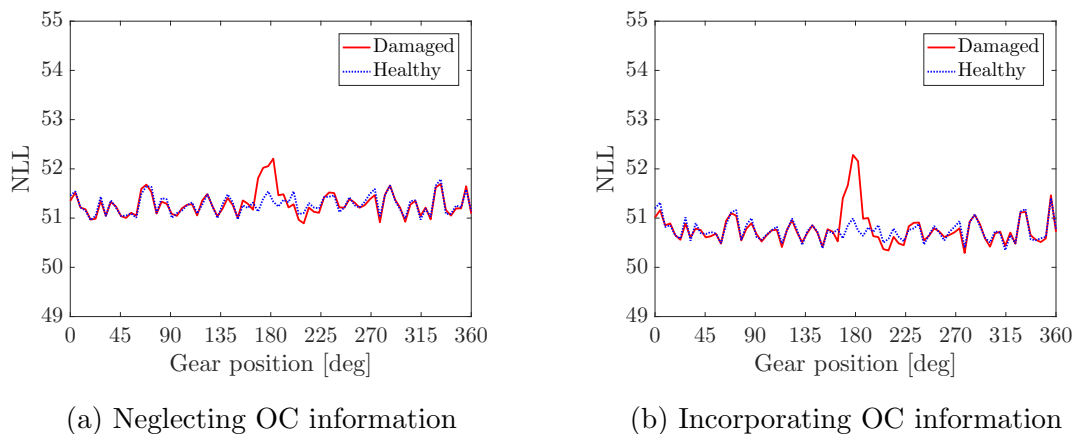 55
54
53
52
51
50
49
NLL
Damaged
Healthy
0 45 90 135 180 225 270 315 360
Gear position [deg]
(a) Neglecting OC information
55
54
53
52
51
50
49
NLL
Damaged
Healthy
0 45 90 135 180 225 270 315 360
Gear position [deg]
(b) Incorporating OC information